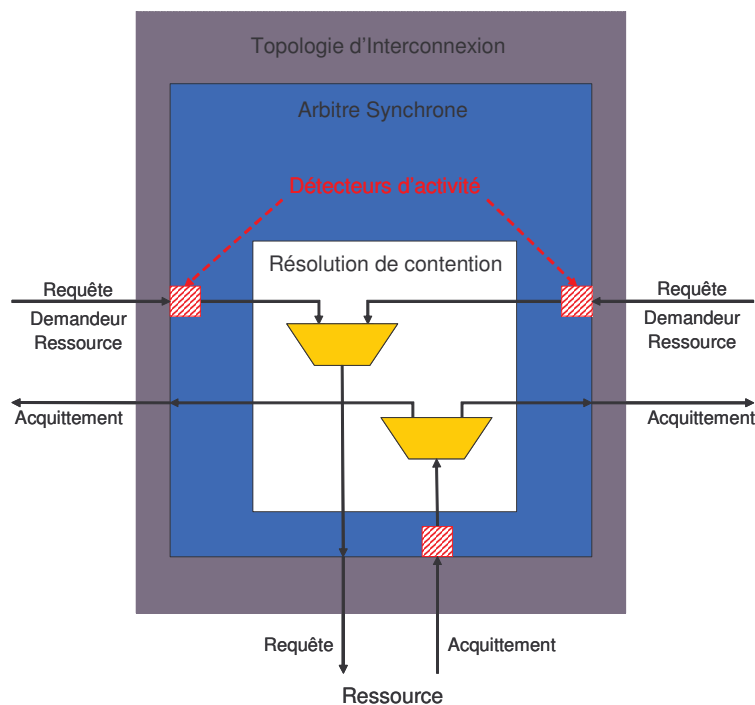 Topologie d'Interconnexion
Arbitre Synchrone
Détecteurs d'activité
Résolution de contention
Requête
Demandeur
Ressource
Requête
Demandeur
Ressource
Acquittement
Acquittement
Requête
Acquittement
Ressource